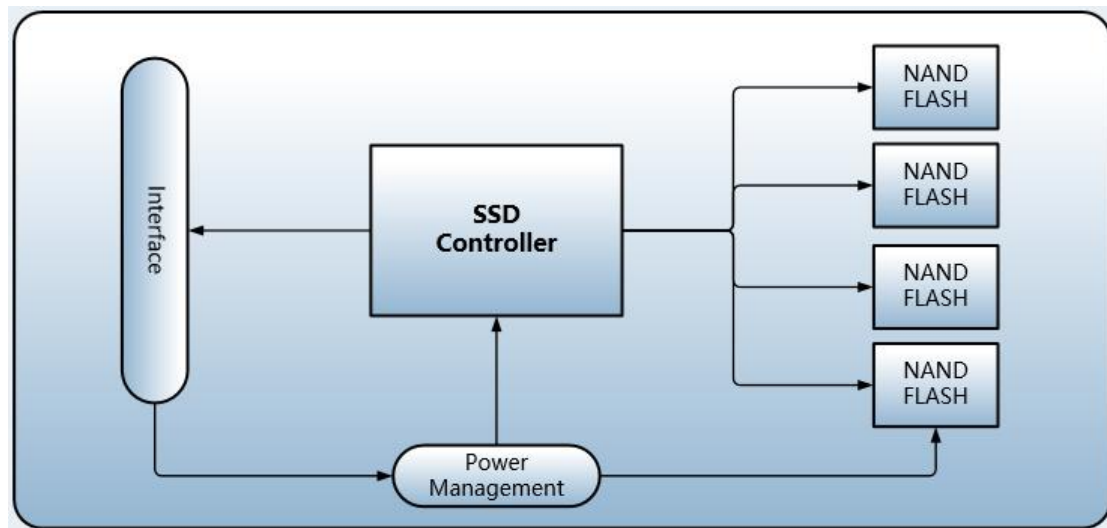 Interface
SSD
Controller
NAND
FLASH
NAND
FLASH
NAND
FLASH
NAND
FLASH
Power
Management